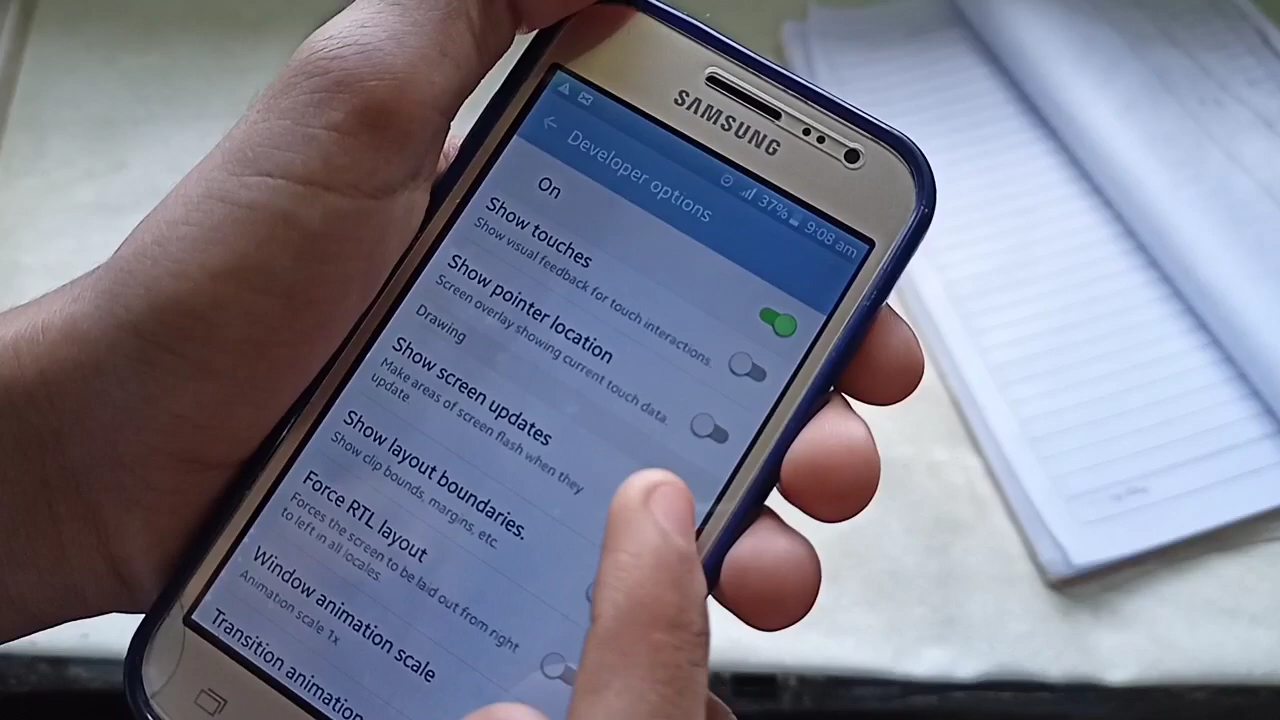 SAMSUNG
37% 9:08 am
Developer options
On
Show touches
Show visual feedback for touch interactions.
Show pointer location
Screen overlay showing current touch data.
Drawing
Show screen updates
Make areas of screen flash when they
update.
Show layout boundaries.
Show clip bounds, margins, etc.
Force RTL layout
Forces the screen to be laid out from right
to left in all locales.
Window animation scale
Animation scale 1x
Transition animation